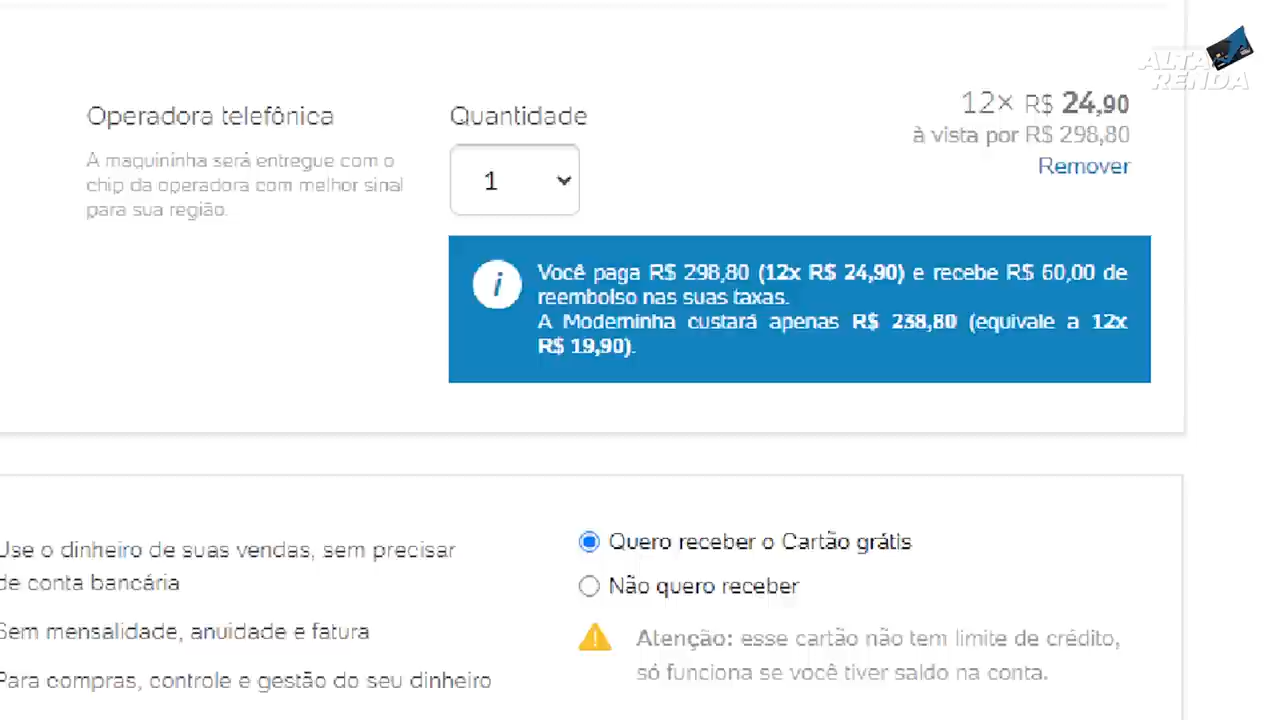 ALTA
RENDA
12× R$ 24,90
à vista por R$ 298,80
Remover
Operadora telefônica
A maquininha será entregue com o
chip da operadora com melhor sinal
para sua região.
Quantidade
1
i
Você paga R$ 298,80 (12x R$ 24,90) e recebe R$ 60,00 de
reembolso nas suas taxas.
A Moderninha custará apenas R$ 238,80 (equivale a 12x
R$ 19,90).
Use o dinheiro de suas vendas, sem precisar
de conta bancária
Sem mensalidade, anuidade e fatura
Para compras, controle e gestão do seu dinheiro
Quero receber o Cartão grátis
Não quero receber
Atenção: esse cartão não tem limite de crédito,
só funciona se você tiver saldo na conta.